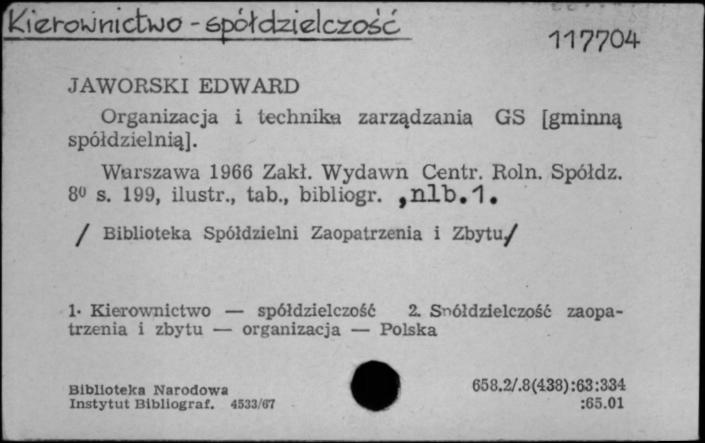 Kierownictwo - spółdzielczość
117704
JAWORSKI EDWARD
Organizacja i technika zarządzania GS [gminną
spółdzielnią].
Warszawa 1966 Zakł. Wydawn Centr. Roln. Spółdz.
8⁰ s. 199, ilustr., tab., bibliogr. ,nlb.1.
/ Biblioteka Spółdzielni Zaopatrzenia i Zbytu/
1. Kierownictwo — spółdzielczość 2. Spółdzielczość zaopa-
trzenia i zbytu — organizacja — Polska
Biblioteka Narodowa
Instytut Bibliograf. 4533/67
658.2/.8(438):63:334
:65.01